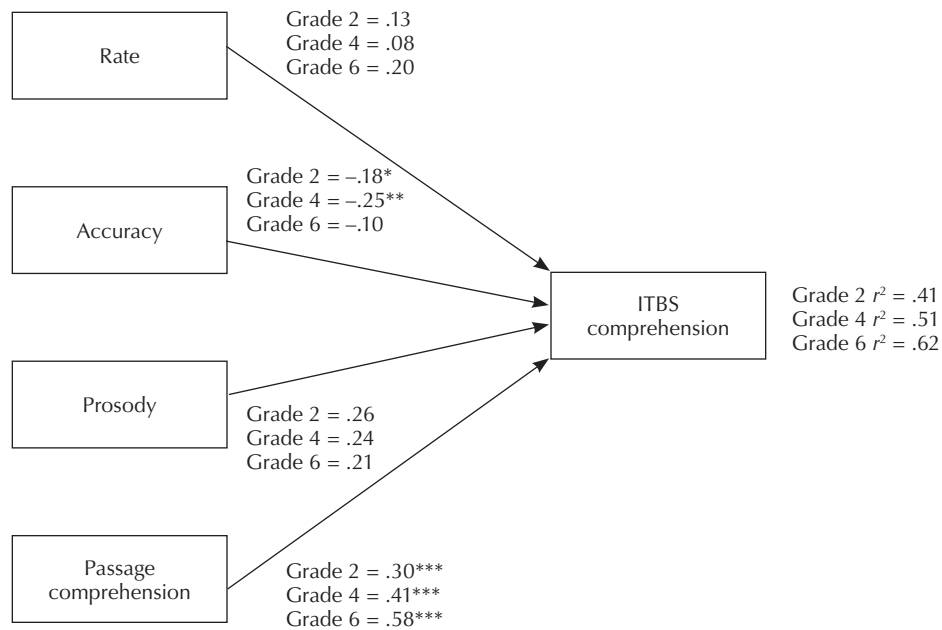 Rate
Grade 2 = .13
Grade 4 = .08
Grade 6 = .20
Accuracy
Grade 2 = –.18*
Grade 4 = –.25**
Grade 6 = –.10
ITBS
comprehension
Grade 2 r² = .41
Grade 4 r² = .51
Grade 6 r² = .62
Prosody
Grade 2 = .26
Grade 4 = .24
Grade 6 = .21
Passage
comprehension
Grade 2 = .30***
Grade 4 = .41***
Grade 6 = .58***